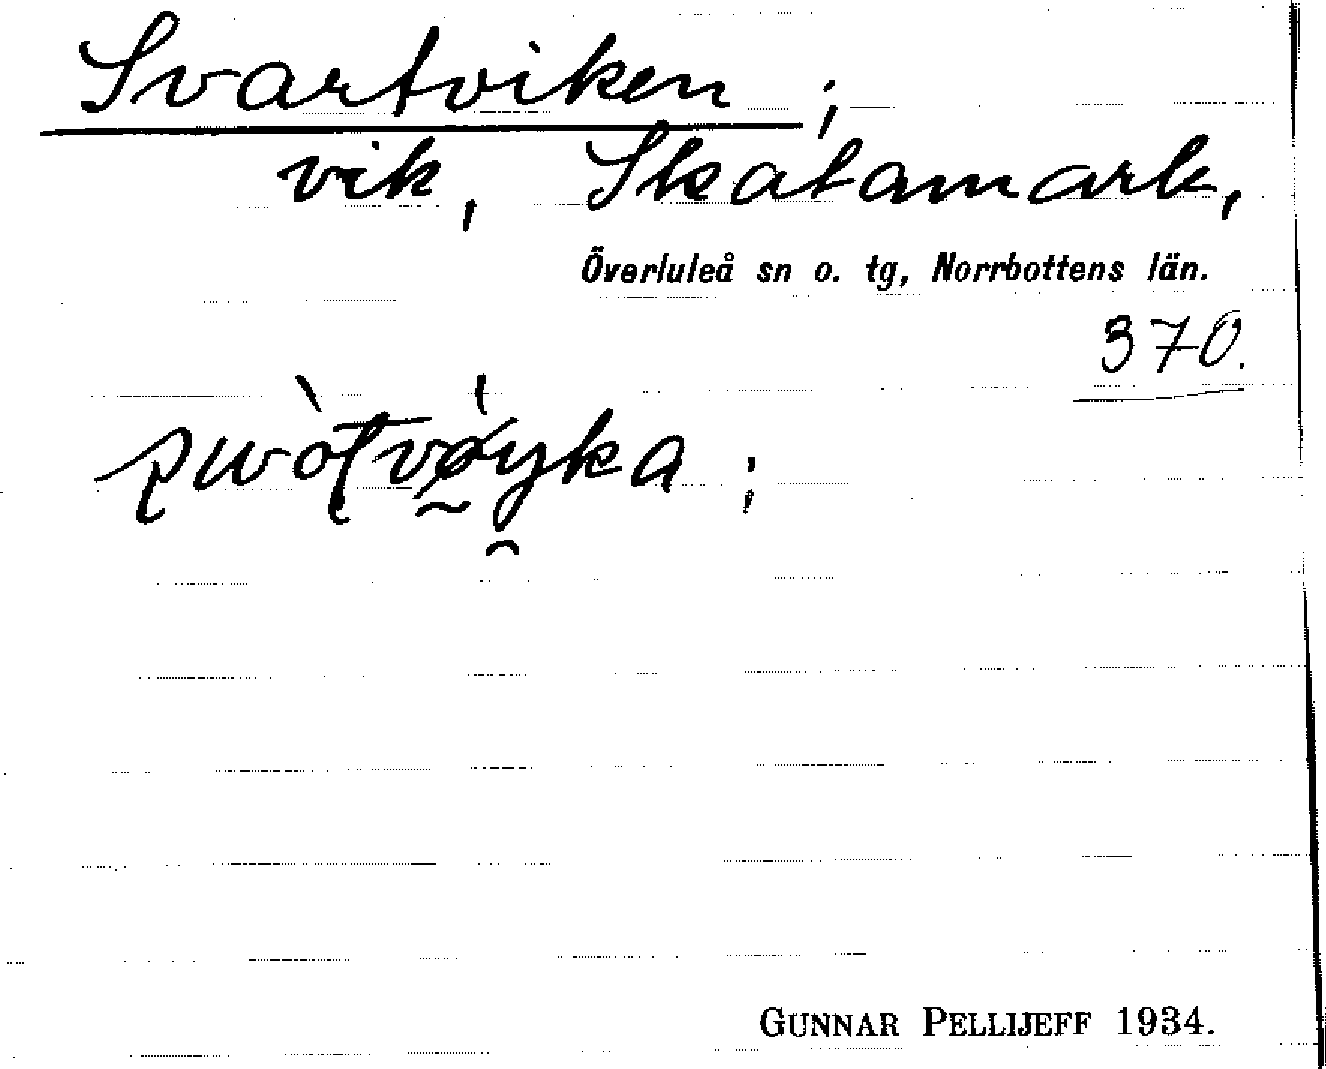 Svartviken;
vik, Skatamark,
Överluleå sn o. tg, Norrbottens län.
370.
GUNNAR PELLIJEFF 1934.